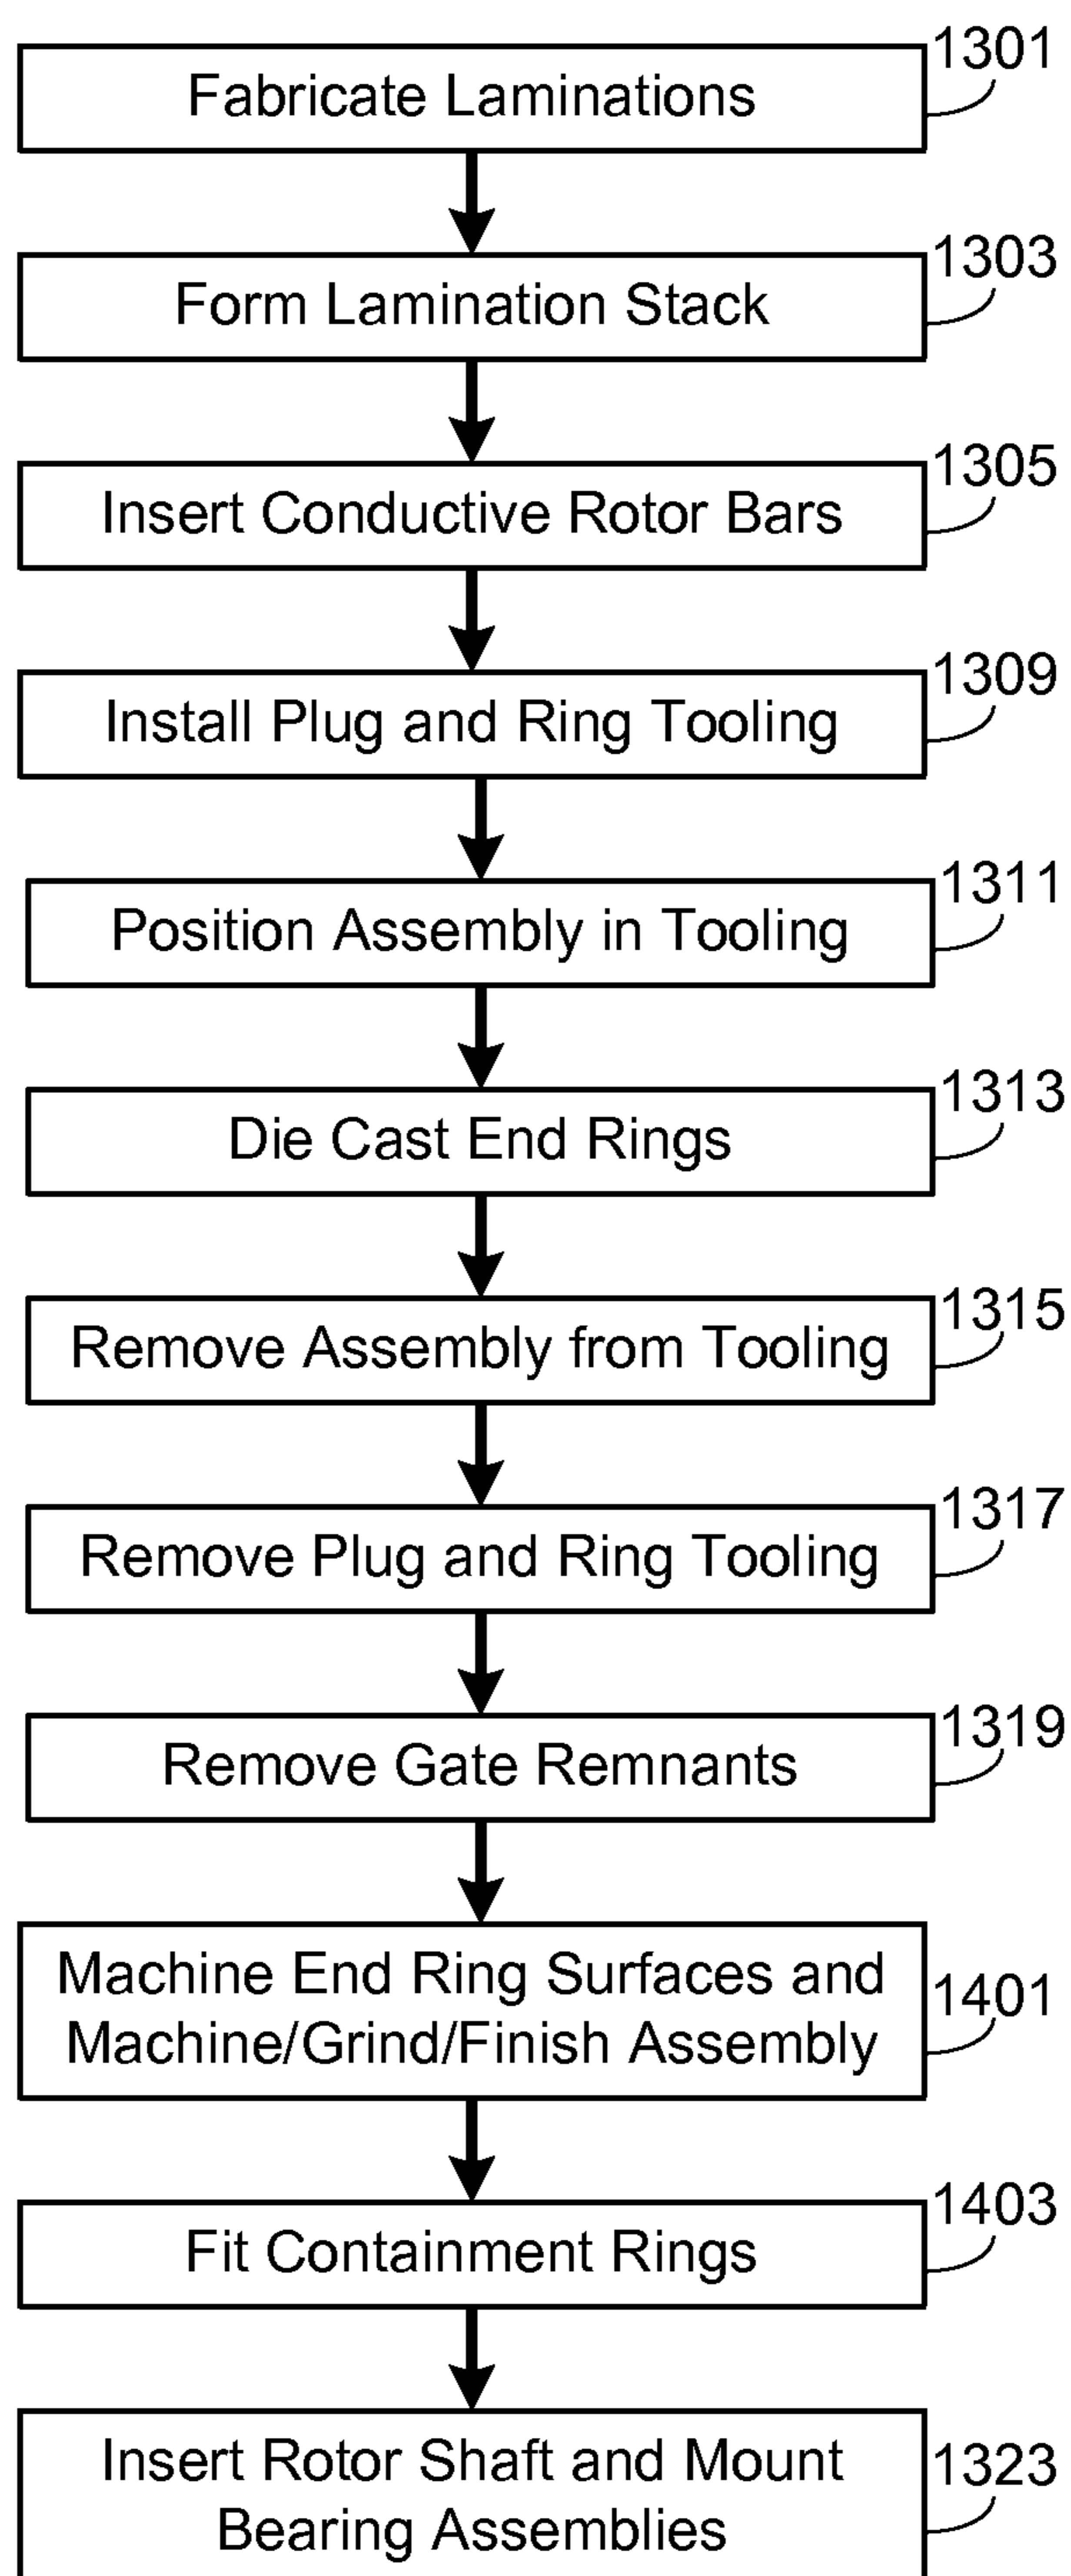 1301
Fabricate Laminations
1303
Form Lamination Stack
1305
Insert Conductive Rotor Bars
1309
Install Plug and Ring Tooling
1311
Position Assembly in Tooling
1313
Die Cast End Rings
1315
Remove Assembly from Tooling
1317
Remove Plug and Ring Tooling
1319
Remove Gate Remnants
Machine End Ring Surfaces and
1401
Machine/Grind/Finish Assembly
1403
Fit Containment Rings
Insert Rotor Shaft and Mount
1323
Bearing Assemblies